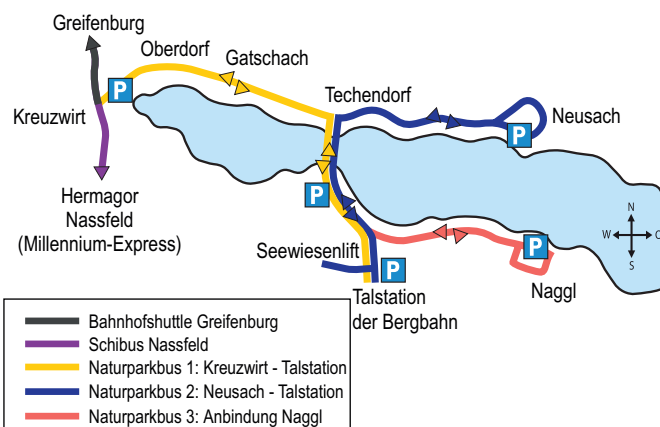 Greifenburg
Oberdorf
Gatschach
P
Kreuzwirt
Techendorf
P
Neusach
Hermagor
Nassfeld
(Millennium-Express)
P
Seewiesenlift
P
P
Naggl
N
W
O
S
Talstation
der Bergbahn
Bahnhofshuttle Greifenburg
Schibus Nassfeld
Naturparkbus 1: Kreuzwirt - Talstation
Naturparkbus 2: Neusach - Talstation
Naturparkbus 3: Anbindung Naggl